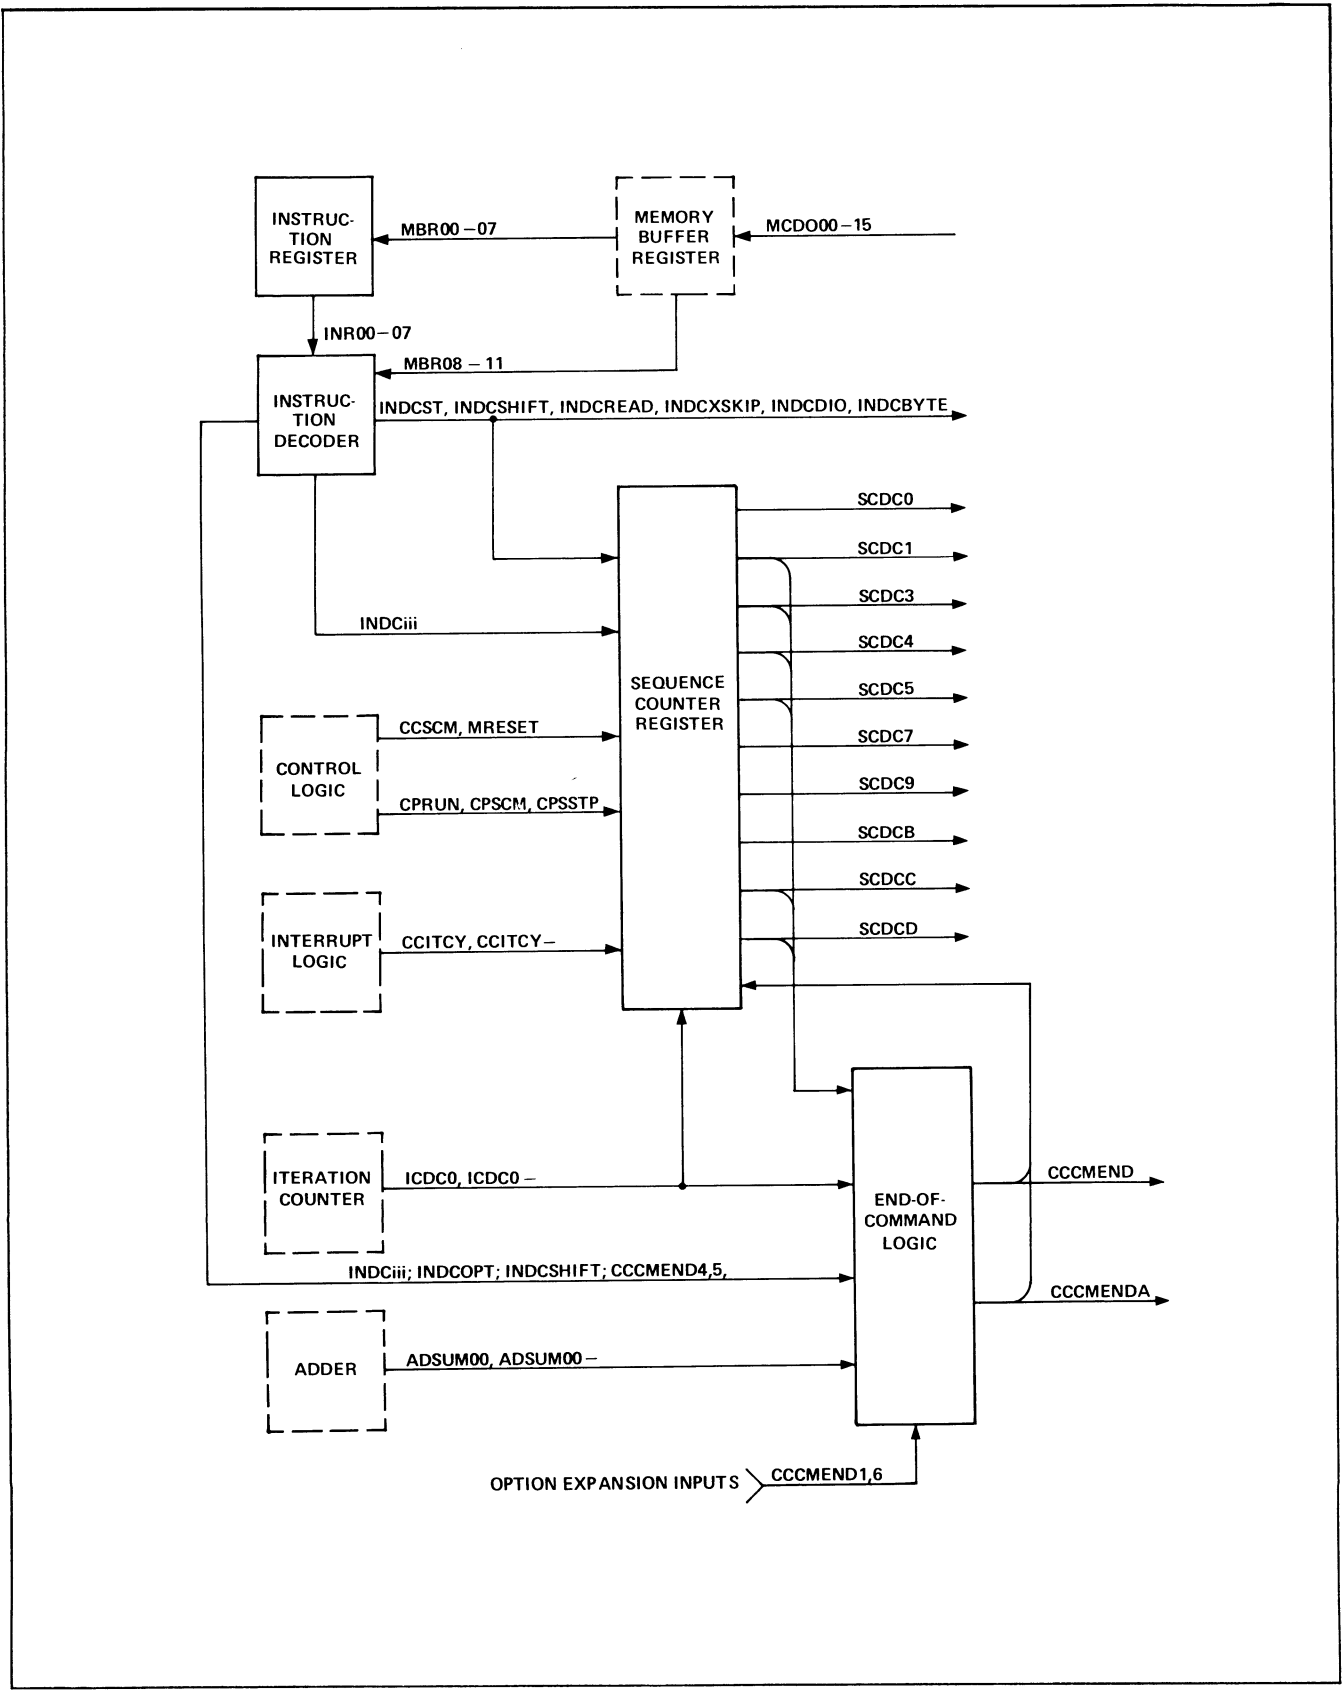 INSTRUC-
TION
REGISTER
MBR00-07
MEMORY
BUFFER
REGISTER
MCDO00-15
INR00-07
MBR08-11
INSTRUC-
TION
DECODER
INDCST, INDCSHIFT, INDCREAD, INDCXSKIP, INDCDIO, INDCBYTE
SCDC0
SCDC1
SCDC3
INDCiii
SCDC4
SEQUENCE
COUNTER
REGISTER
SCDC5
CONTROL
LOGIC
CCSCM, MRESET
SCDC7
CPRUN, CPSCM, CPSSTP
SCDC9
SCDCB
SCDCC
INTERRUPT
LOGIC
CCITCY, CCITCY-
SCDCD
ITERATION
COUNTER
ICDC0, ICDC0-
END-OF-
COMMAND
LOGIC
CCCMEND
INDCiii; INDCOPT; INDCSHIFT; CCCMEND4,5,
CCCMENDA
ADDER
ADSUM00, ADSUM00-
OPTION EXPANSION INPUTS
CCCMEND1,6